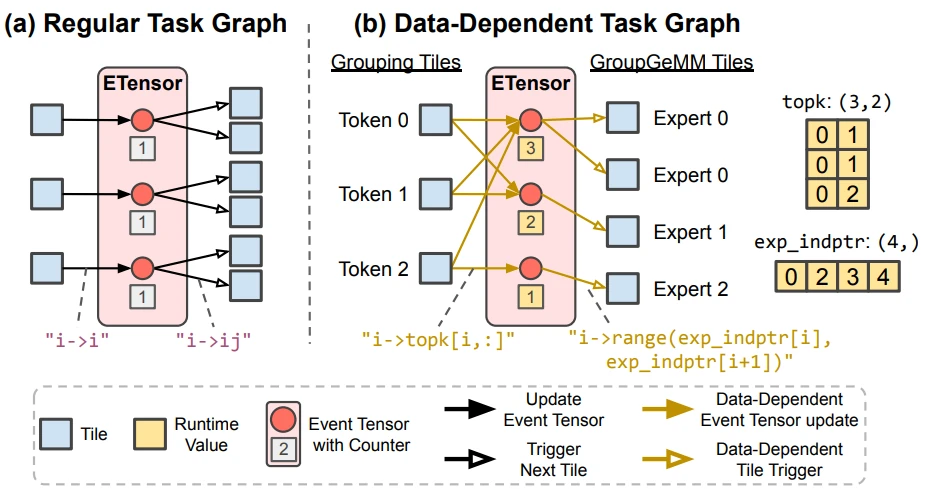 (a) Regular Task Graph
ETensor
1
1
1
"i->i"
"i->ij"
(b) Data-Dependent Task Graph
Grouping Tiles
ETensor
GroupGeMM Tiles
Token 0
Token 1
Token 2
3
2
1
Expert 0
Expert 0
Expert 1
Expert 2
topk: (3,2)
0 1
0 1
0 2
exp_indptr: (4,)
0 2 3 4
"i->topk[i,:]"
"i->range(exp_indptr[i],
exp_indptr[i+1])"
Tile
Runtime
Value
2
Event Tensor
with Counter
Update
Event Tensor
Trigger
Next Tile
Data-Dependent
Event Tensor update
Data-Dependent
Tile Trigger